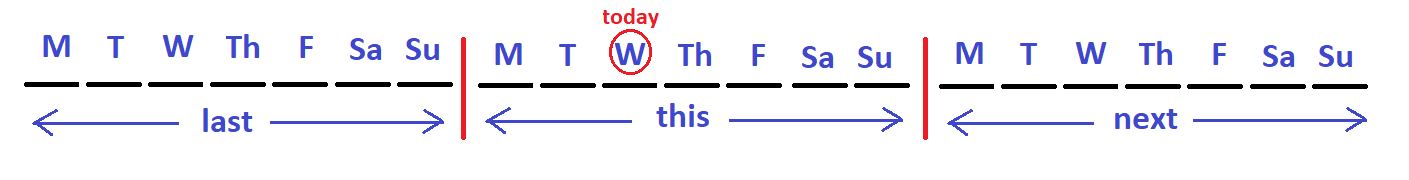 today
M T W Th F Sa Su M T W Th F Sa Su M T W Th F Sa Su
last this next